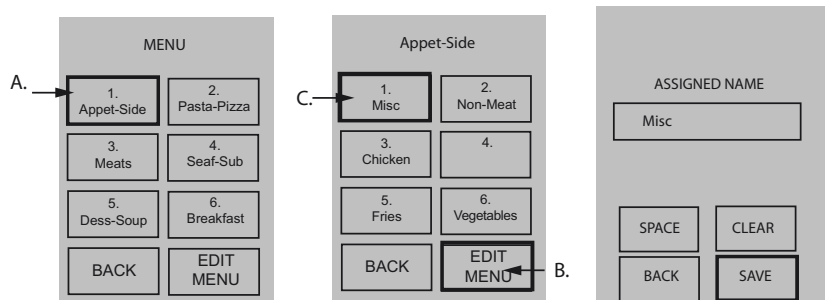 MENU
A.
1.
Appet-Side
2.
Pasta-Pizza
3.
Meats
4.
Seaf-Sub
5.
Dess-Soup
6.
Breakfast
BACK
EDIT
MENU
Appet-Side
C.
1.
Misc
2.
Non-Meat
3.
Chicken
4.
5.
Fries
6.
Vegetables
BACK
EDIT
MENU
B.
ASSIGNED NAME
Misc
SPACE
CLEAR
BACK
SAVE